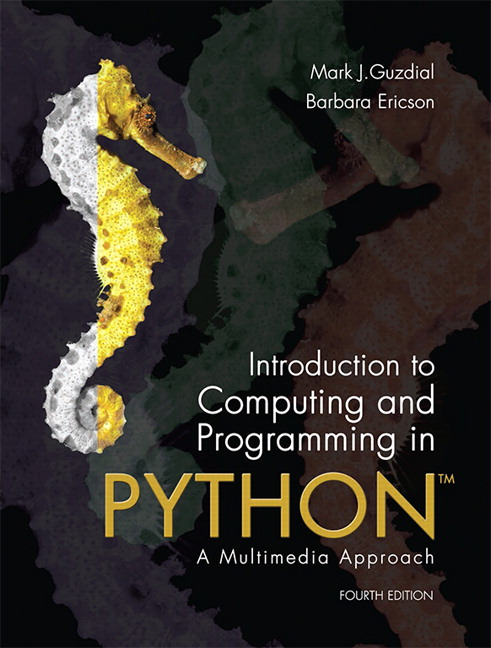 Mark J. Guzdial
Barbara Ericson
Introduction to
Computing and
Programming in
PYTHON™
A Multimedia Approach
FOURTH EDITION